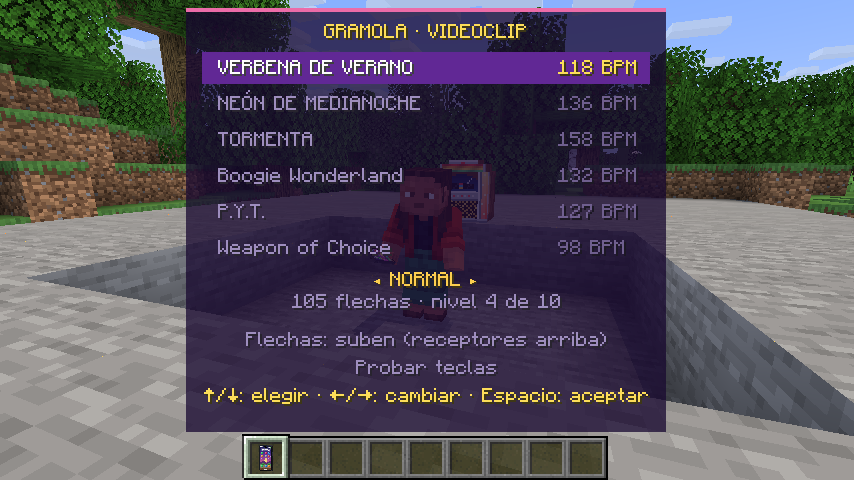 GRAMOLA · VIDEOCLIP
VERBENA DE VERANO 118 BPM
NEÓN DE MEDIANOCHE 136 BPM
TORMENTA 158 BPM
Boogie Wonderland 132 BPM
P.Y.T. 127 BPM
Weapon of Choice 98 BPM
◂ NORMAL ▸
105 flechas · nivel 4 de 10
Flechas: suben (receptores arriba)
Probar teclas
↑/↓: elegir · ←/→: cambiar · Espacio: aceptar